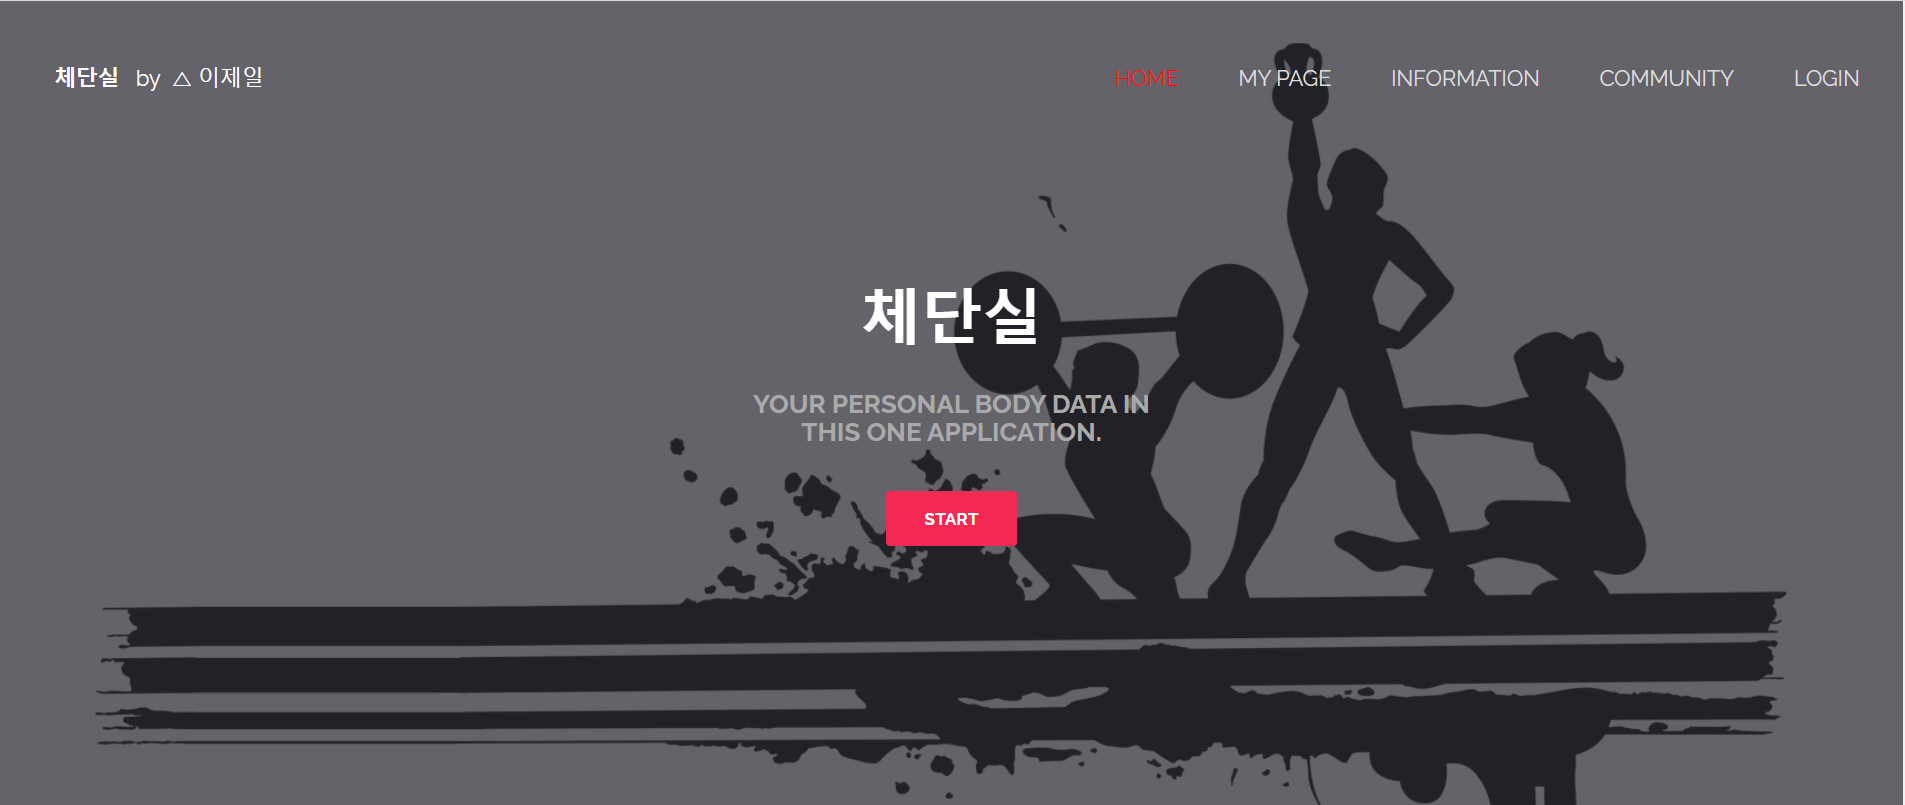 체단실 by △ 이제일
HOME MY PAGE INFORMATION COMMUNITY LOGIN
체단실
YOUR PERSONAL BODY DATA IN
THIS ONE APPLICATION.
START